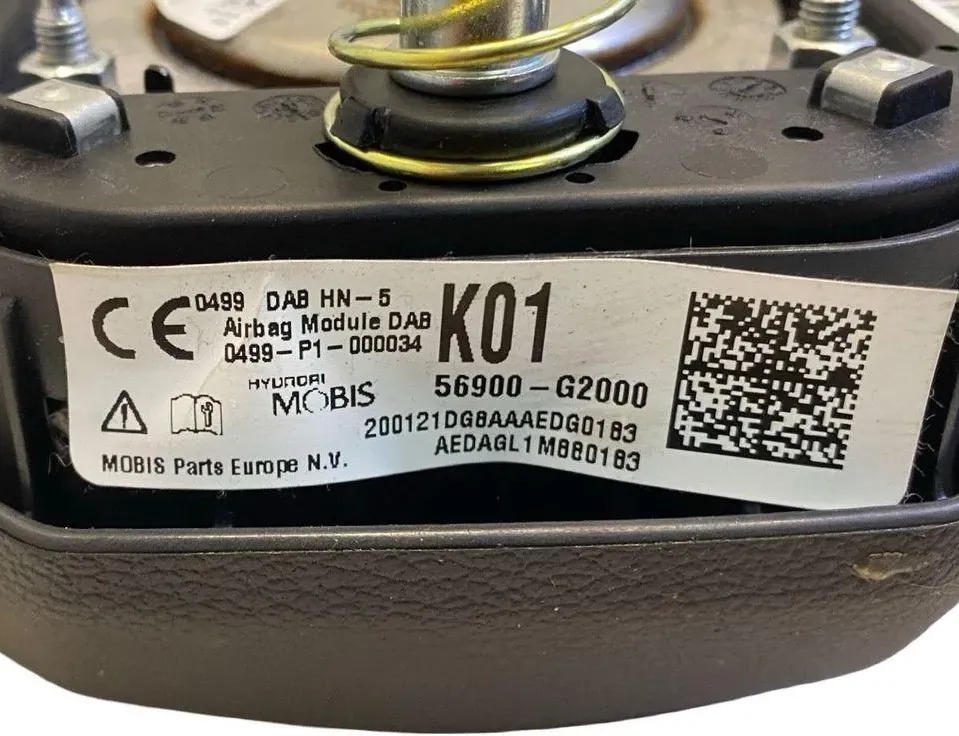 CE 0499 DAB HN-5
Airbag Module DAB
0499-P1-000034
K01
HYUNDAI
MOBIS
56900-G2000
200121DG8AAAEDG0183
AEDAGL1M880183
MOBIS Parts Europe N.V.